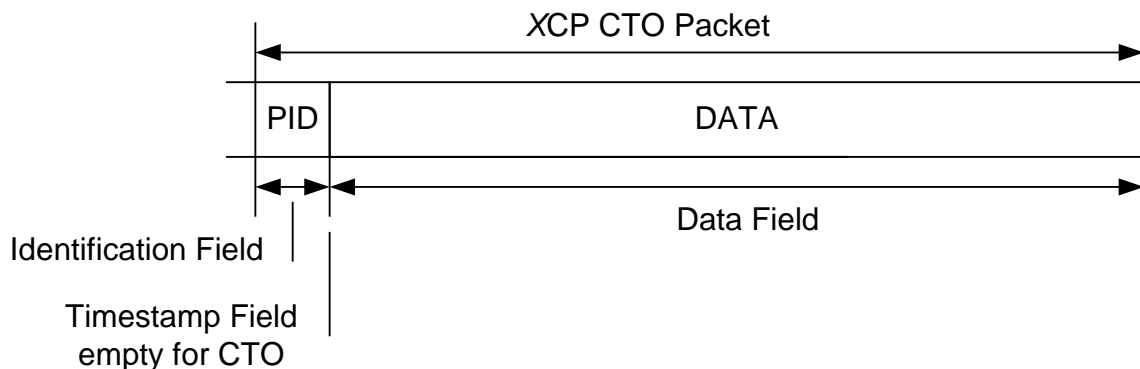 XCP CTO Packet
PID
DATA
Data Field
Identification Field
Timestamp Field
empty for CTO